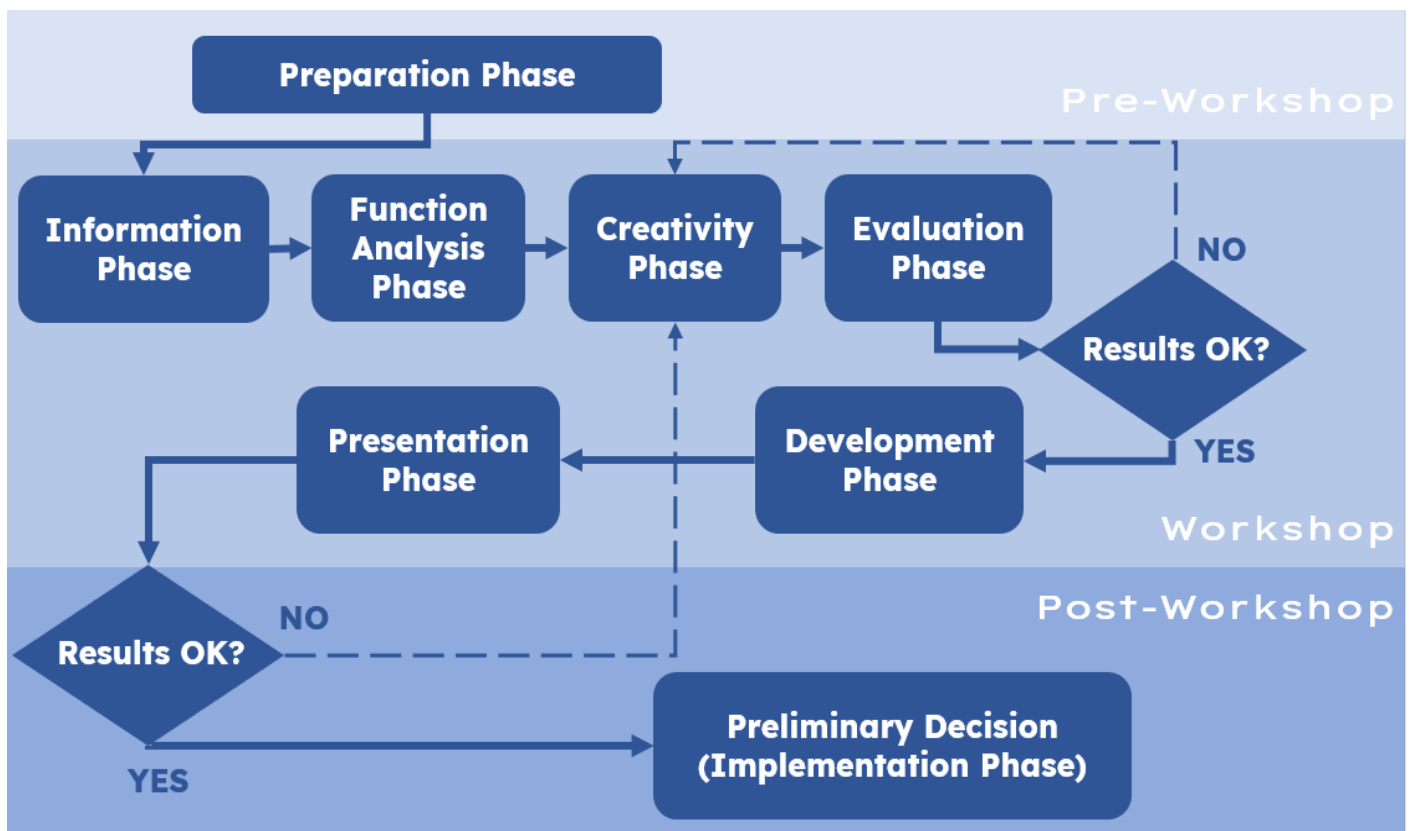 Preparation Phase
Pre-Workshop
Information
Phase
Function
Analysis
Phase
Creativity
Phase
Evaluation
Phase
NO
Results OK?
YES
Development
Phase
Presentation
Phase
Workshop
Post-Workshop
Results OK?
NO
YES
Preliminary Decision
(Implementation Phase)